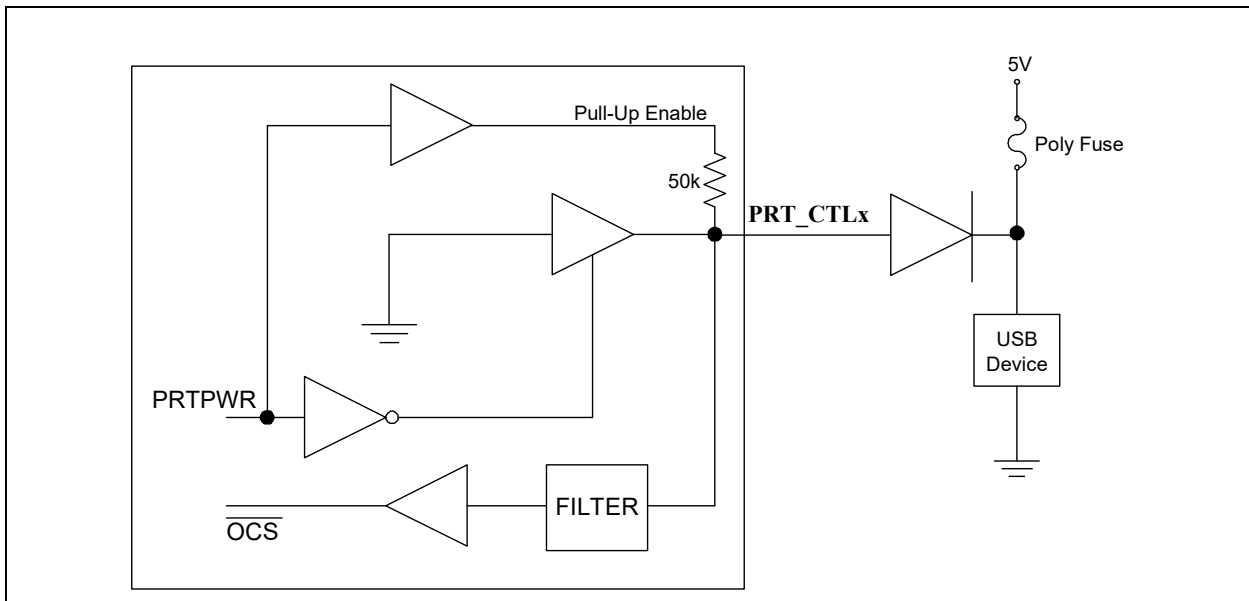 5V
Poly Fuse
Pull-Up Enable
50k
PRT_CTLx
USB
Device
PRTPWR
FILTER
OCS